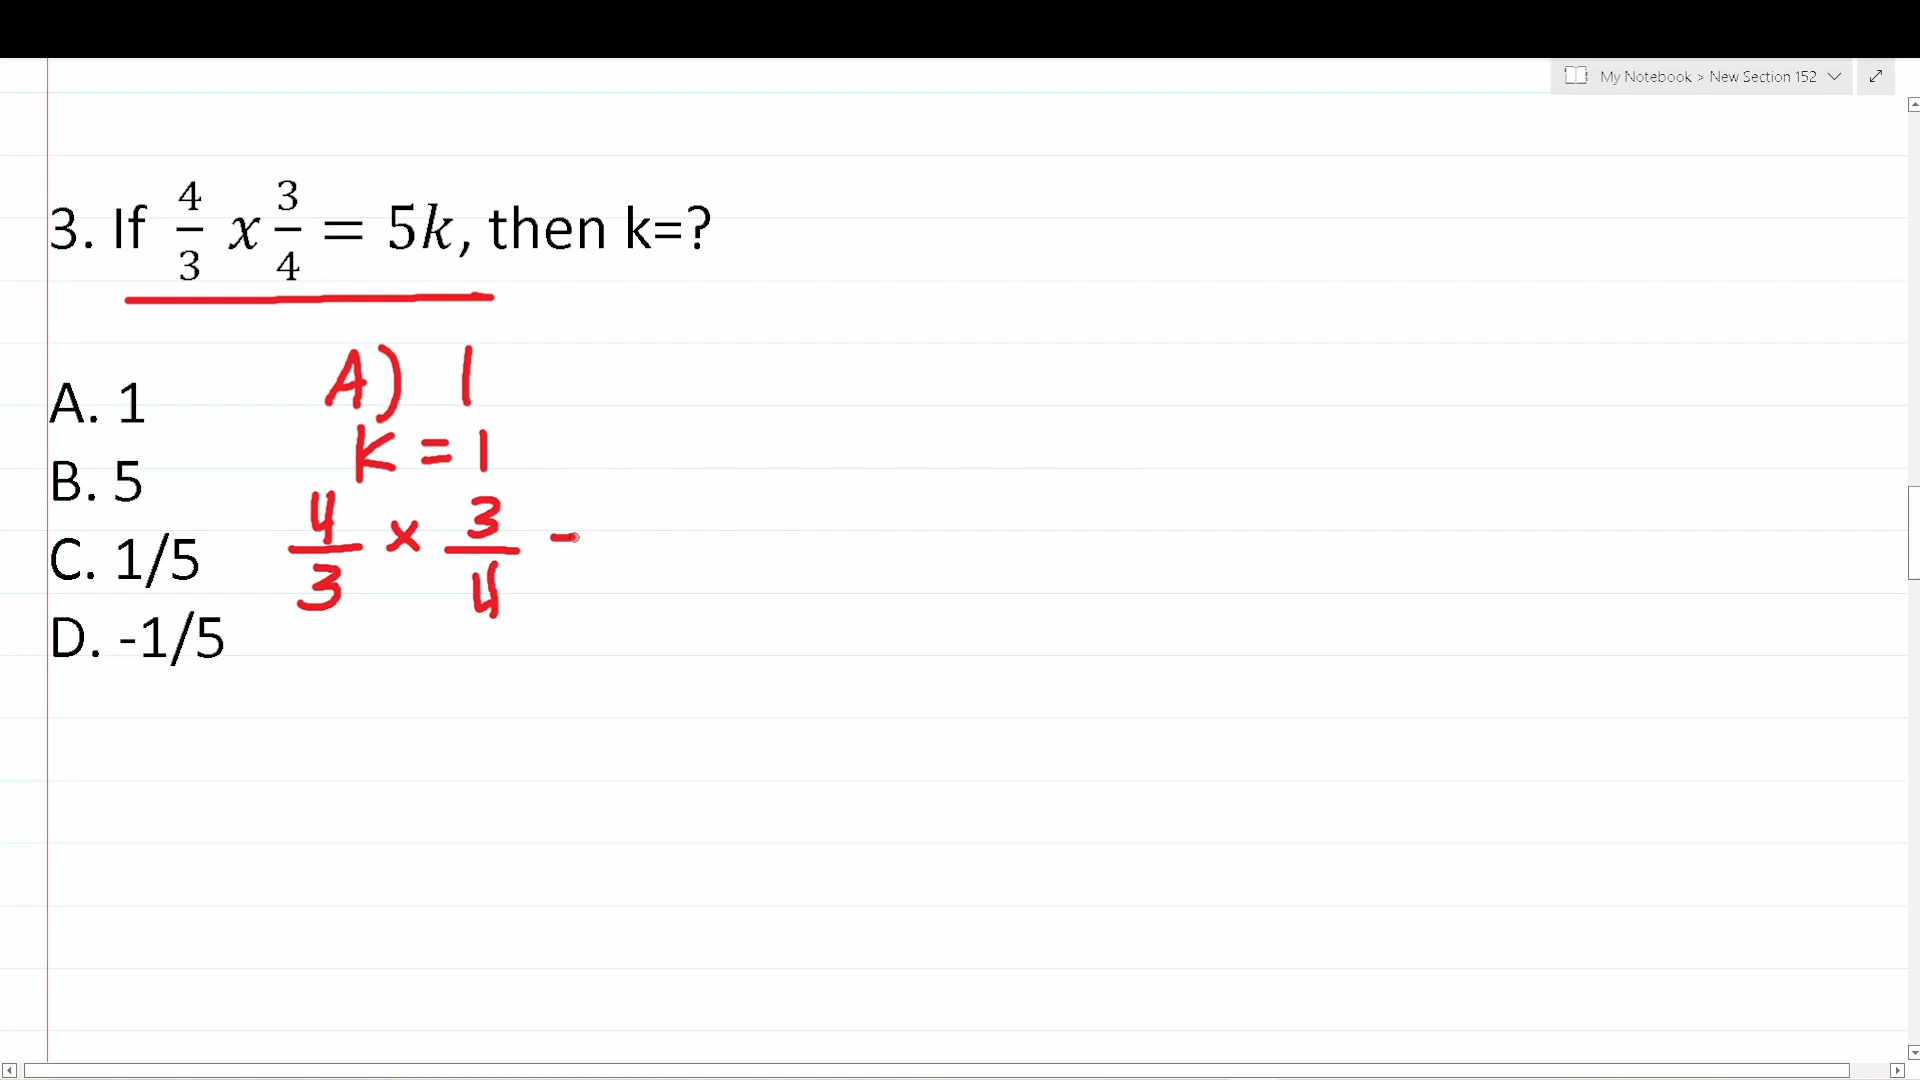 My Notebook > New Section 152
3. If 4/3 x 3/4 = 5k, then k=?
A. 1
B. 5
C. 1/5
D. -1/5
A) 1
K = 1
4/3 x 3/4 -